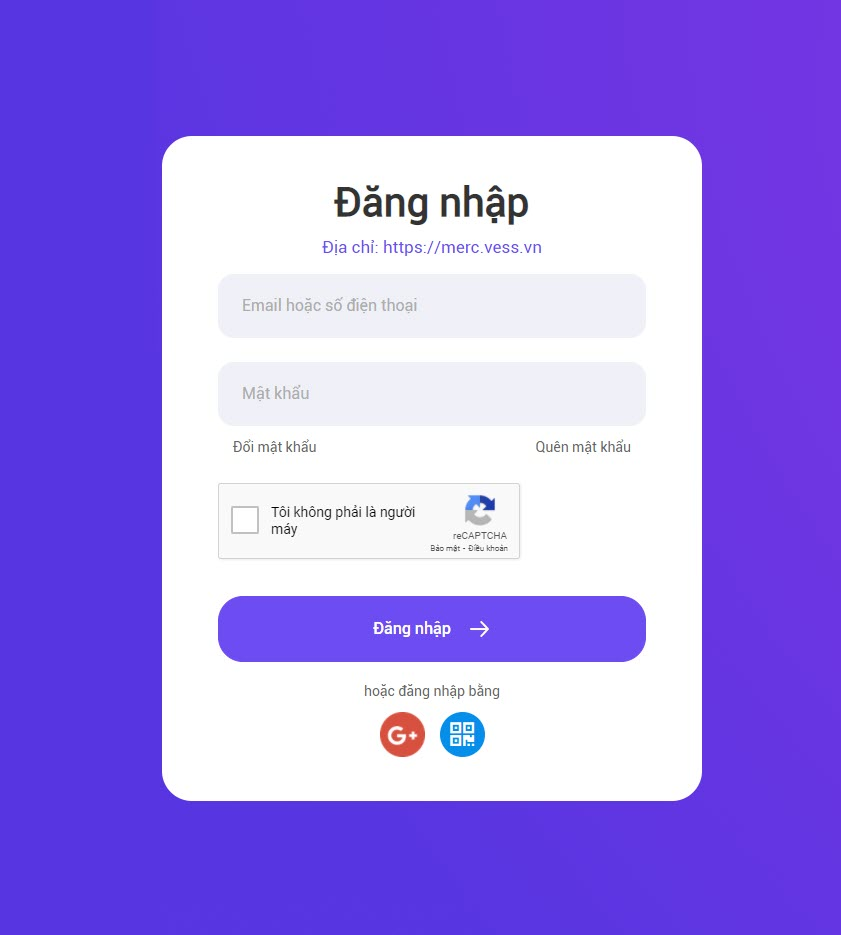 Đăng nhập
Địa chỉ: https://merc.vess.vn
Email hoặc số điện thoại
Mật khẩu
Đổi mật khẩu
Quên mật khẩu
Tôi không phải là người
máy
reCAPTCHA
Bảo mật - Điều khoản
Đăng nhập
hoặc đăng nhập bằng
G+